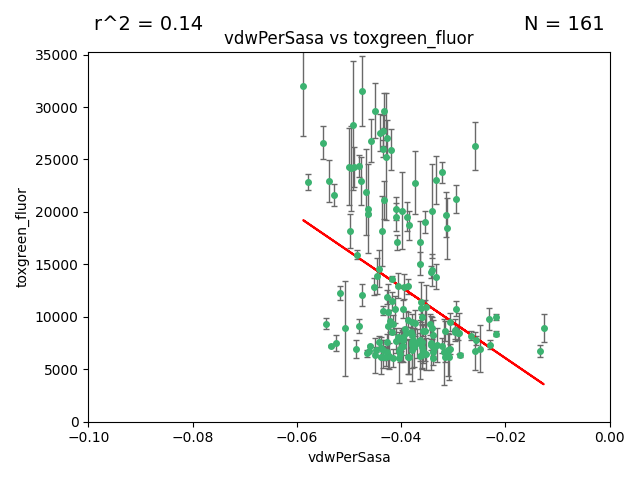 r^2 = 0.14
N = 161
vdwPerSasa vs toxgreen_fluor
35000
30000
25000
20000
15000
10000
5000
0
toxgreen_fluor
−0.10
−0.08
−0.06
−0.04
−0.02
0.00
vdwPerSasa